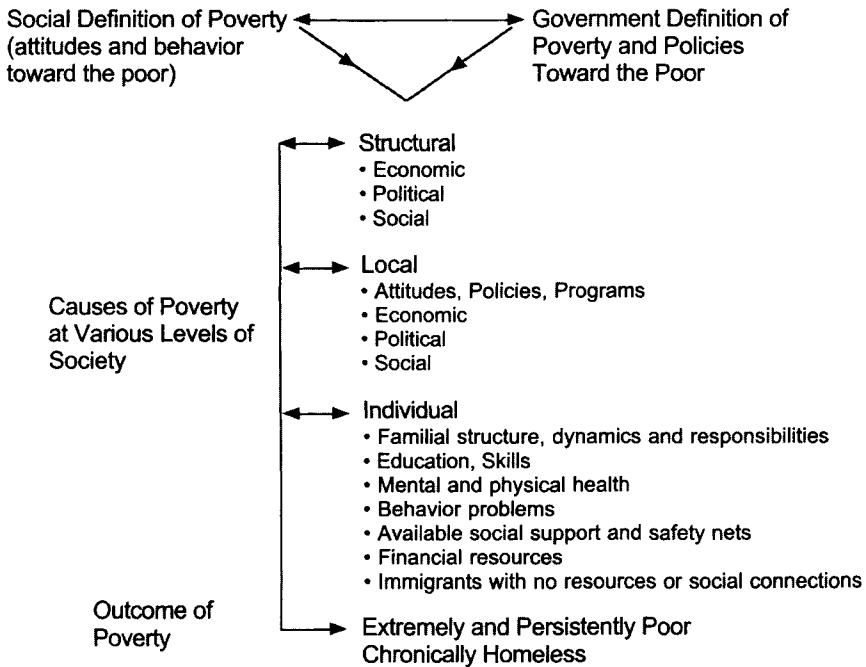 Social Definition of Poverty
(attitudes and behavior
toward the poor)
Government Definition of
Poverty and Policies
Toward the Poor
Structural
• Economic
• Political
• Social
Local
• Attitudes, Policies, Programs
• Economic
• Political
• Social
Causes of Poverty
at Various Levels of
Society
Individual
• Familial structure, dynamics and responsibilities
• Education, Skills
• Mental and physical health
• Behavior problems
• Available social support and safety nets
• Financial resources
• Immigrants with no resources or social connections
Outcome of
Poverty
Extremely and Persistently Poor
Chronically Homeless